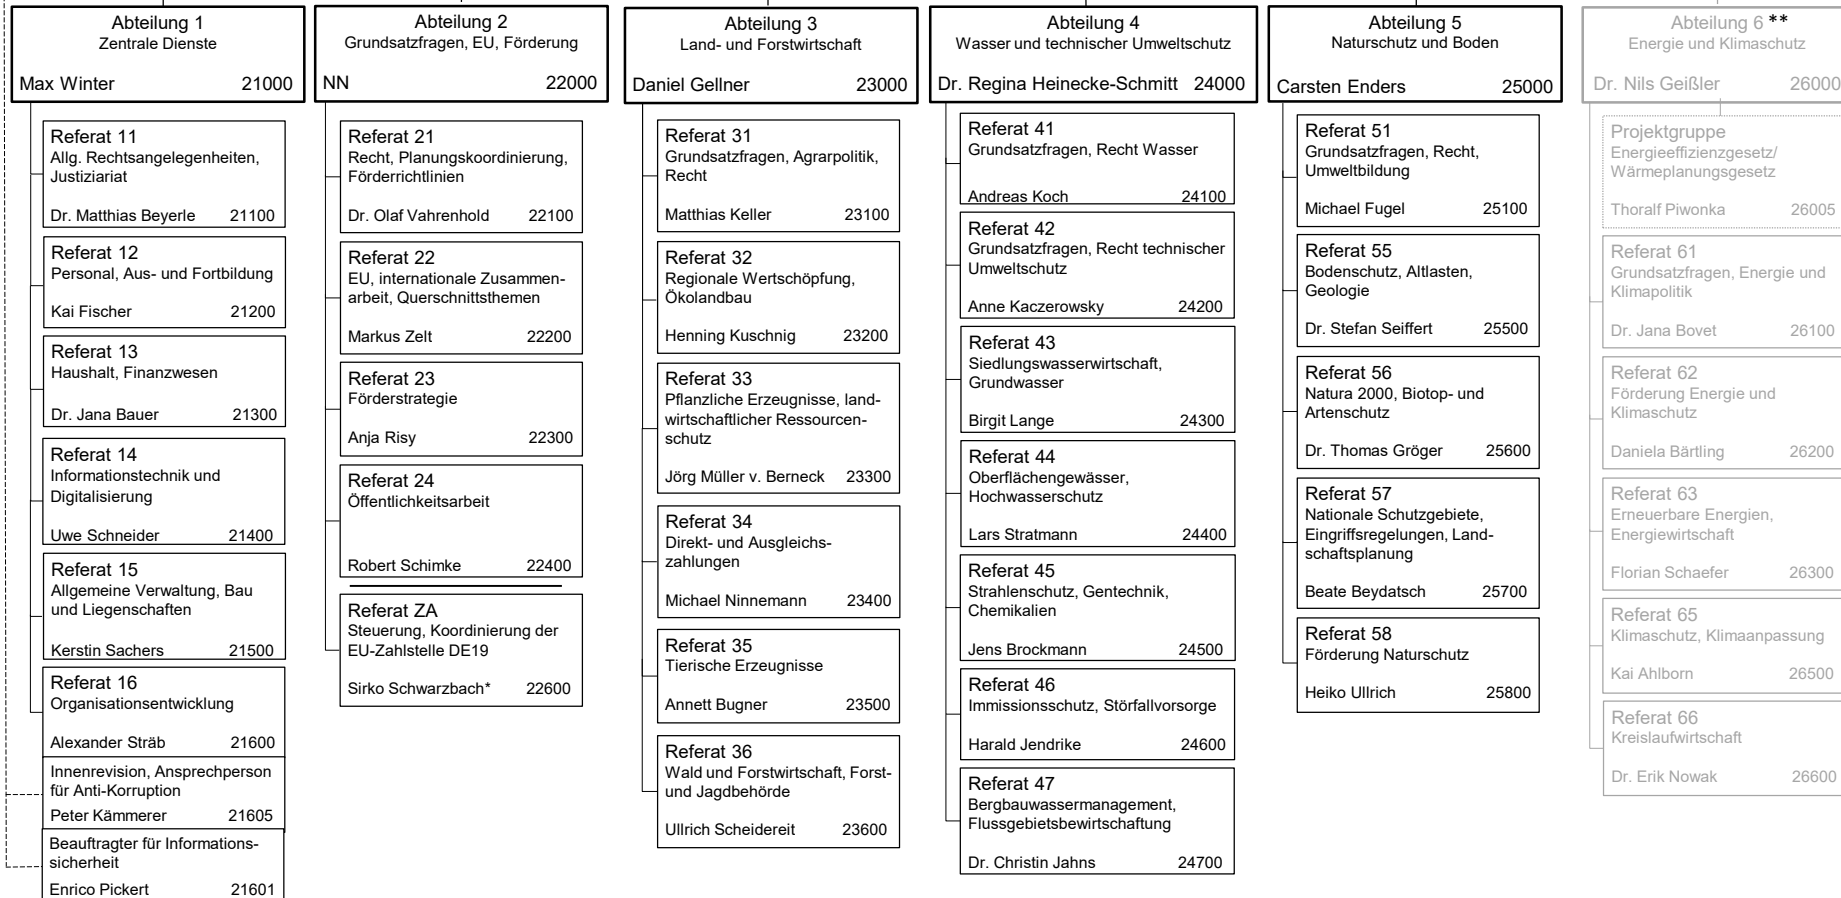 Abteilung 1
Zentrale Dienste
Max Winter 21000
Referat 11
Allg. Rechtsangelegenheiten,
Justiziariat
Dr. Matthias Beyerle 21100
Referat 12
Personal, Aus- und Fortbildung
Kai Fischer 21200
Referat 13
Haushalt, Finanzwesen
Dr. Jana Bauer 21300
Referat 14
Informationstechnik und
Digitalisierung
Uwe Schneider 21400
Referat 15
Allgemeine Verwaltung, Bau
und Liegenschaften
Kerstin Sachers 21500
Referat 16
Organisationsentwicklung
Alexander Sträb 21600
Innenrevision, Ansprechperson
für Anti-Korruption
Peter Kämmerer 21605
Beauftragter für Informations-
sicherheit
Enrico Pickert 21601
Abteilung 2
Grundsatzfragen, EU, Förderung
NN 22000
Referat 21
Recht, Planungskoordinierung,
Förderrichtlinien
Dr. Olaf Vahrenhold 22100
Referat 22
EU, internationale Zusammen-
arbeit, Querschnittsthemen
Markus Zelt 22200
Referat 23
Förderstrategie
Anja Risy 22300
Referat 24
Öffentlichkeitsarbeit
Robert Schimke 22400
Referat ZA
Steuerung, Koordinierung der
EU-Zahlstelle DE19
Sirko Schwarzbach* 22600
Abteilung 3
Land- und Forstwirtschaft
Daniel Gellner 23000
Referat 31
Grundsatzfragen, Agrarpolitik,
Recht
Matthias Keller 23100
Referat 32
Regionale Wertschöpfung,
Ökolandbau
Henning Kuschnig 23200
Referat 33
Pflanzliche Erzeugnisse, land-
wirtschaftlicher Ressourcen-
schutz
Jörg Müller v. Berneck 23300
Referat 34
Direkt- und Ausgleichs-
zahlungen
Michael Ninnemann 23400
Referat 35
Tierische Erzeugnisse
Annett Bugner 23500
Referat 36
Wald und Forstwirtschaft, Forst-
und Jagdbehörde
Ullrich Scheidereit 23600
Abteilung 4
Wasser und technischer Umweltschutz
Dr. Regina Heinecke-Schmitt 24000
Referat 41
Grundsatzfragen, Recht Wasser
Andreas Koch 24100
Referat 42
Grundsatzfragen, Recht technischer
Umweltschutz
Anne Kaczerowsky 24200
Referat 43
Siedlungswasserwirtschaft,
Grundwasser
Birgit Lange 24300
Referat 44
Oberflächengewässer,
Hochwasserschutz
Lars Stratmann 24400
Referat 45
Strahlenschutz, Gentechnik,
Chemikalien
Jens Brockmann 24500
Referat 46
Immissionsschutz, Störfallvorsorge
Harald Jendrike 24600
Referat 47
Bergbauwassermanagement,
Flussgebietsbewirtschaftung
Dr. Christin Jahns 24700
Abteilung 5
Naturschutz und Boden
Carsten Enders 25000
Referat 51
Grundsatzfragen, Recht,
Umweltbildung
Michael Fugel 25100
Referat 55
Bodenschutz, Altlasten,
Geologie
Dr. Stefan Seiffert 25500
Referat 56
Natura 2000, Biotop- und
Artenschutz
Dr. Thomas Gröger 25600
Referat 57
Nationale Schutzgebiete,
Eingriffsregelungen, Land-
schaftsplanung
Beate Beydatsch 25700
Referat 58
Förderung Naturschutz
Heiko Ullrich 25800
Abteilung 6 **
Energie und Klimaschutz
Dr. Nils Geißler 26000
Projektgruppe
Energieeffizienzgesetz/
Wärmeplanungsgesetz
Thoralf Piwonka 26005
Referat 61
Grundsatzfragen, Energie und
Klimapolitik
Dr. Jana Bovet 26100
Referat 62
Förderung Energie und
Klimaschutz
Daniela Bärtling 26200
Referat 63
Erneuerbare Energien,
Energiewirtschaft
Florian Schaefer 26300
Referat 65
Klimaschutz, Klimaanpassung
Kai Ahlborn 26500
Referat 66
Kreislaufwirtschaft
Dr. Erik Nowak 26600